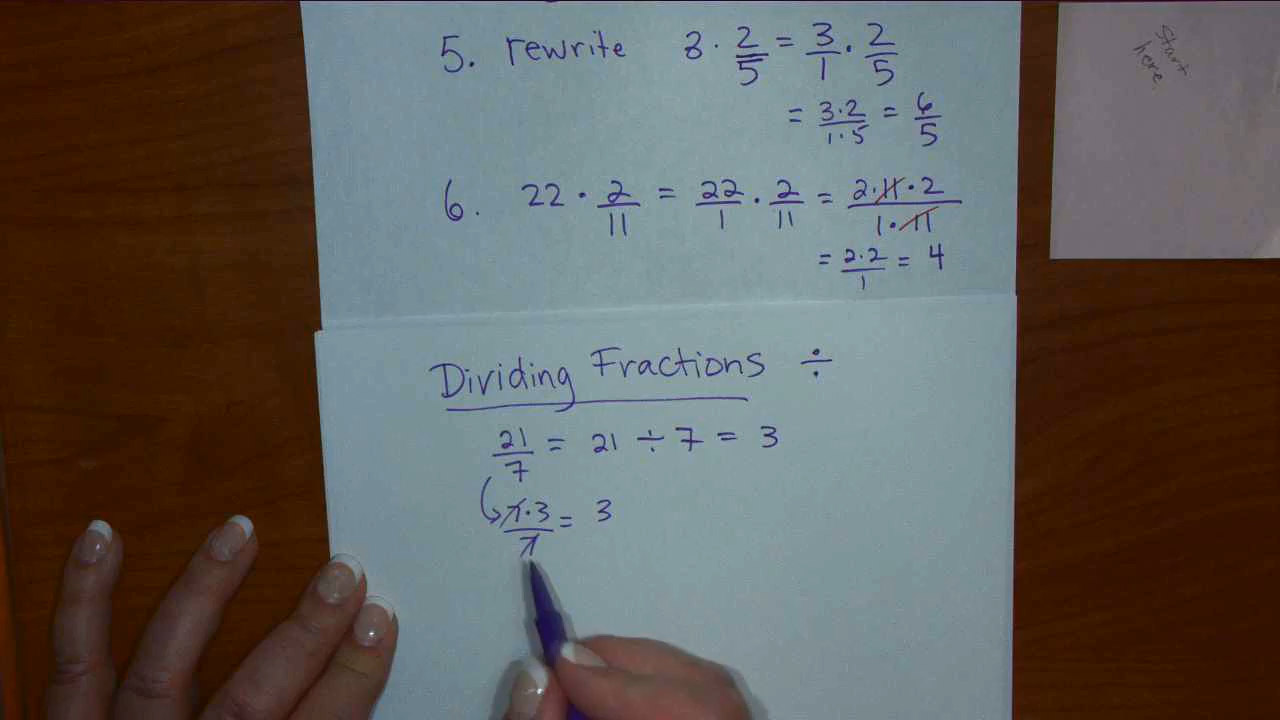 5. rewrite 3 · 2/5 = 3/1 · 2/5
= 3·2/1·5 = 6/5
6. 22 · 2/11 = 22/1 · 2/11 = 2·11·2/1·11
= 2·2/1 = 4
Dividing Fractions ÷
21/7 = 21 ÷ 7 = 3
7·3/7 = 3
Start
here